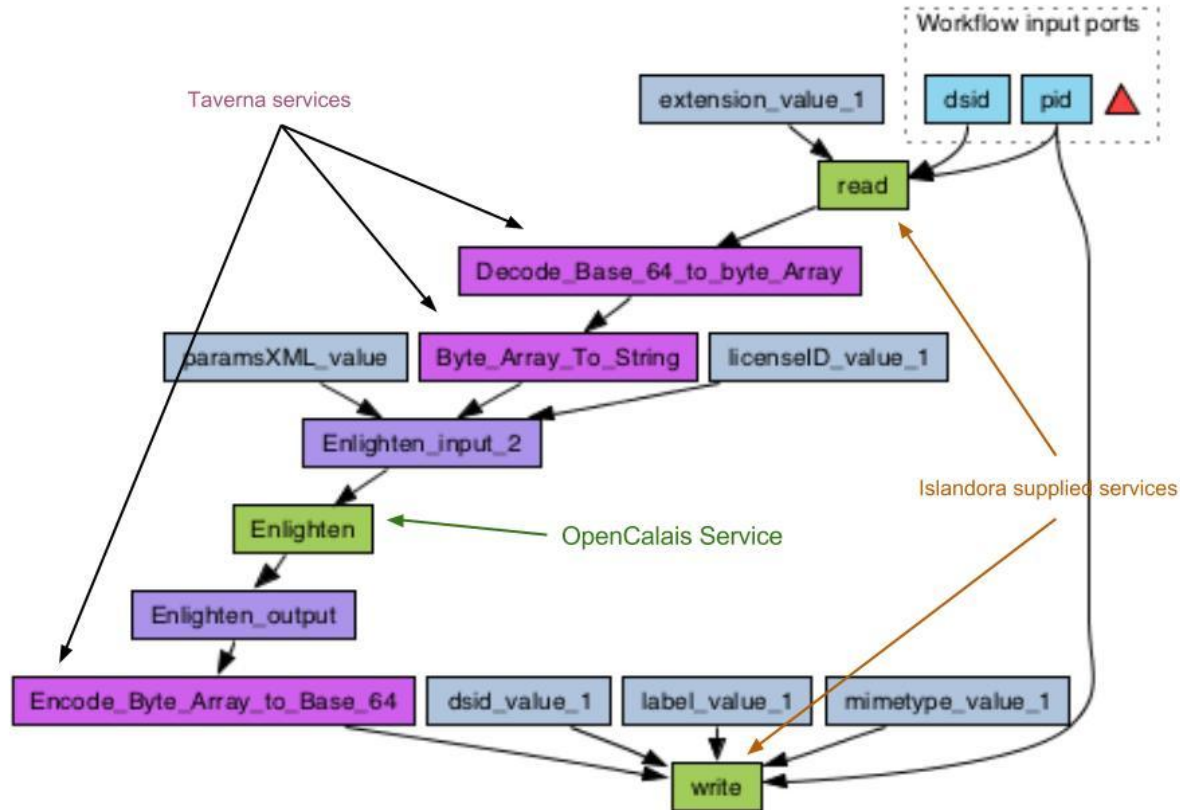 Workflow input ports
Taverna services
extension_value_1
dsid
pid
read
Decode_Base_64_to_byte_Array
paramsXML_value
Byte_Array_To_String
licenseID_value_1
Enlighten_input_2
Islandora supplied services
Enlighten
OpenCalais Service
Enlighten_output
Encode_Byte_Array_to_Base_64
dsid_value_1
label_value_1
mimetype_value_1
write